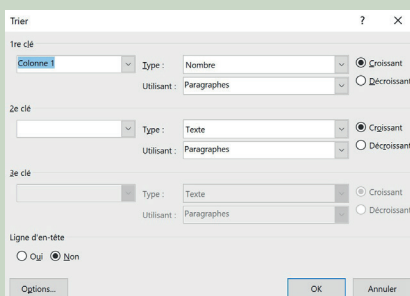 Trier ? ×
1re clé
Colonne 1 Type : Nombre Croissant
Utilisant : Paragraphes Décroissant
2e clé
Type : Texte Croissant
Utilisant : Paragraphes Décroissant
3e clé
Type : Texte Croissant
Utilisant : Paragraphes Décroissant
Ligne d'en-tête
Oui Non
Options... OK Annuler